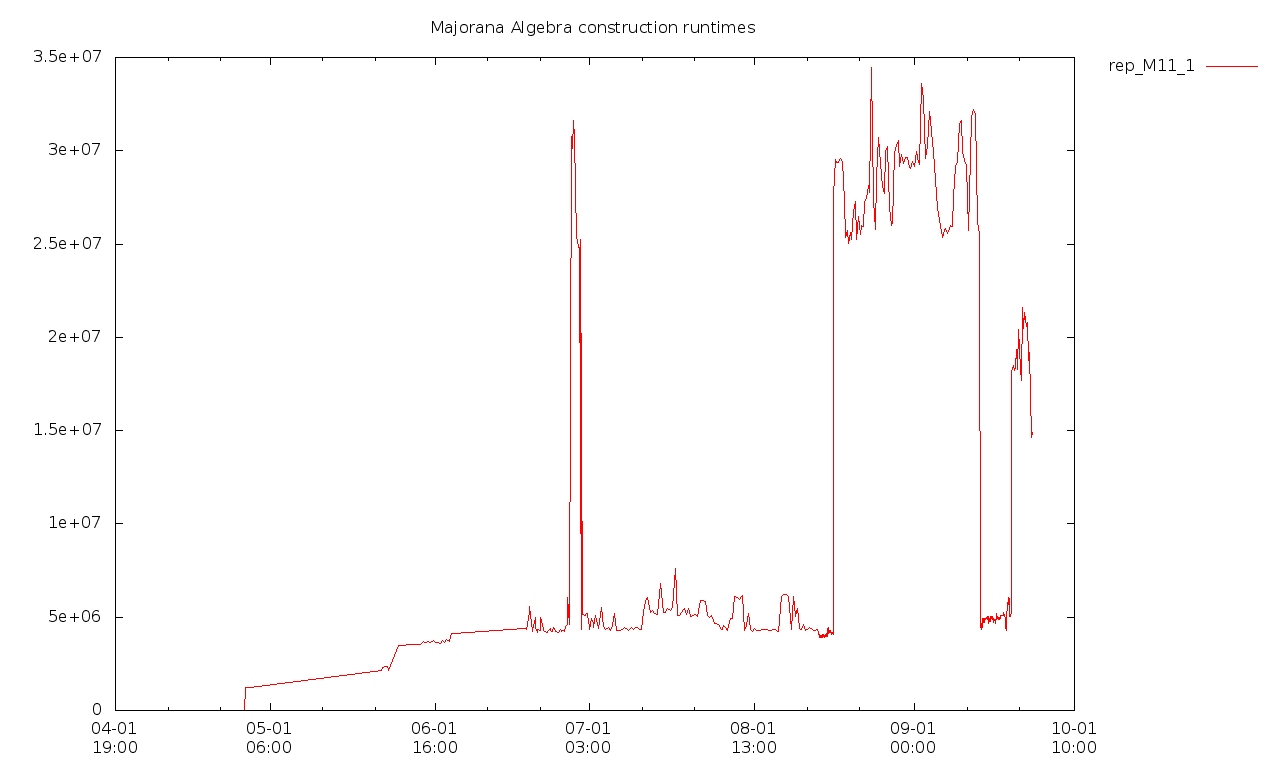 Majorana Algebra construction runtimes
rep_M11_1
3.5e+07
3e+07
2.5e+07
2e+07
1.5e+07
1e+07
5e+06
0
04-01 05-01 06-01 07-01 08-01 09-01 10-01
19:00 06:00 16:00 03:00 13:00 00:00 10:00